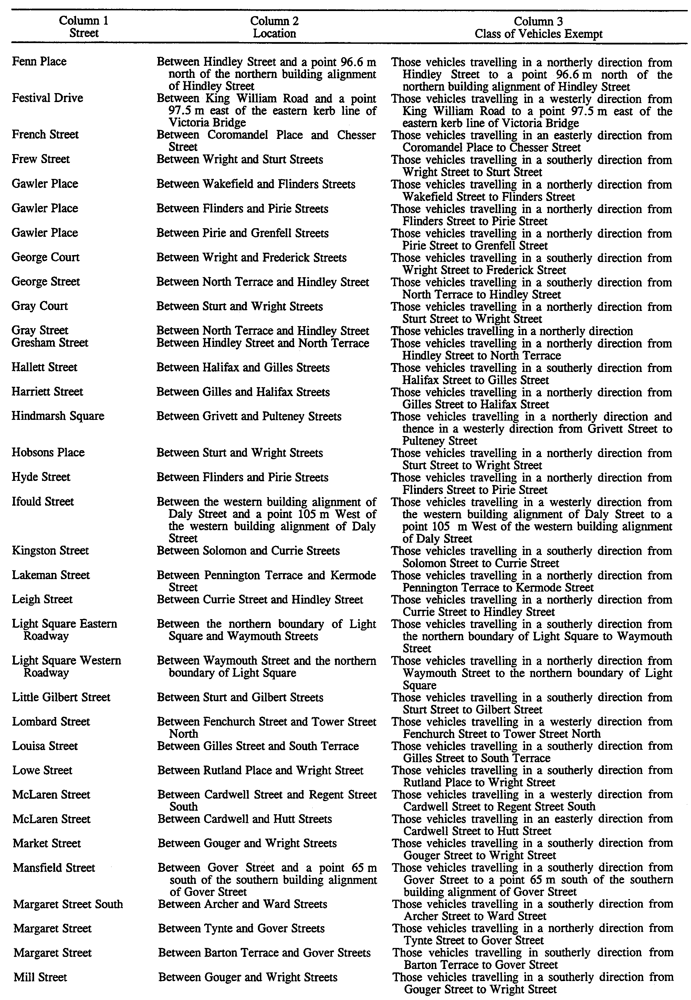 Column 1 Column 2 Column 3
Street Location Class of Vehicles Exempt
Fenn Place Between Hindley Street and a point 96.6 m Those vehicles travelling in a northerly direction from
north of the northern building alignment Hindley Street to a point 96.6 m north of the
of Hindley Street northern building alignment of Hindley Street
Festival Drive Between King William Road and a point Those vehicles travelling in a westerly direction from
97.5 m east of the eastern kerb line of King William Road to a point 97.5 m east of the
Victoria Bridge eastern kerb line of Victoria Bridge
French Street Between Coromandel Place and Chesser Those vehicles travelling in an easterly direction from
Street Coromandel Place to Chesser Street
Frew Street Between Wright and Sturt Streets Those vehicles travelling in a southerly direction from
Wright Street to Sturt Street
Gawler Place Between Wakefield and Flinders Streets Those vehicles travelling in a northerly direction from
Wakefield Street to Flinders Street
Gawler Place Between Flinders and Pirie Streets Those vehicles travelling in a northerly direction from
Flinders Street to Pirie Street
Gawler Place Between Pirie and Grenfell Streets Those vehicles travelling in a northerly direction from
Pirie Street to Grenfell Street
George Court Between Wright and Frederick Streets Those vehicles travelling in a southerly direction from
Wright Street to Frederick Street
George Street Between North Terrace and Hindley Street Those vehicles travelling in a southerly direction from
North Terrace to Hindley Street
Gray Court Between Sturt and Wright Streets Those vehicles travelling in a northerly direction from
Sturt Street to Wright Street
Gray Street Between North Terrace and Hindley Street Those vehicles travelling in a northerly direction
Gresham Street Between Hindley Street and North Terrace Those vehicles travelling in a northerly direction from
Hindley Street to North Terrace
Hallett Street Between Halifax and Gilles Streets Those vehicles travelling in a southerly direction from
Halifax Street to Gilles Street
Harriett Street Between Gilles and Halifax Streets Those vehicles travelling in a northerly direction from
Gilles Street to Halifax Street
Hindmarsh Square Between Grivett and Pulteney Streets Those vehicles travelling in a northerly direction and
thence in a westerly direction from Grivett Street to
Pulteney Street
Hobsons Place Between Sturt and Wright Streets Those vehicles travelling in a northerly direction from
Sturt Street to Wright Street
Hyde Street Between Flinders and Pirie Streets Those vehicles travelling in a northerly direction from
Flinders Street to Pirie Street
Ifould Street Between the western building alignment of Those vehicles travelling in a westerly direction from
Daly Street and a point 105 m West of the western building alignment of Daly Street to a
the western building alignment of Daly point 105 m West of the western building alignment
Street of Daly Street
Kingston Street Between Solomon and Currie Streets Those vehicles travelling in a southerly direction from
Solomon Street to Currie Street
Lakeman Street Between Pennington Terrace and Kermode Those vehicles travelling in a northerly direction from
Street Pennington Terrace to Kermode Street
Leigh Street Between Currie Street and Hindley Street Those vehicles travelling in a northerly direction from
Currie Street to Hindley Street
Light Square Eastern Between the northern boundary of Light Those vehicles travelling in a southerly direction from
Roadway Square and Waymouth Streets the northern boundary of Light Square to Waymouth
Street
Light Square Western Between Waymouth Street and the northern Those vehicles travelling in a northerly direction from
Roadway boundary of Light Square Waymouth Street to the northern boundary of Light
Square
Little Gilbert Street Between Sturt and Gilbert Streets Those vehicles travelling in a southerly direction from
Sturt Street to Gilbert Street
Lombard Street Between Fenchurch Street and Tower Street Those vehicles travelling in a westerly direction from
North Fenchurch Street to Tower Street North
Louisa Street Between Gilles Street and South Terrace Those vehicles travelling in a southerly direction from
Gilles Street to South Terrace
Lowe Street Between Rutland Place and Wright Street Those vehicles travelling in a southerly direction from
Rutland Place to Wright Street
McLaren Street Between Cardwell Street and Regent Street Those vehicles travelling in a westerly direction from
South Cardwell Street to Regent Street South
McLaren Street Between Cardwell and Hutt Streets Those vehicles travelling in an easterly direction from
Cardwell Street to Hutt Street
Market Street Between Gouger and Wright Streets Those vehicles travelling in a southerly direction from
Gouger Street to Wright Street
Mansfield Street Between Gover Street and a point 65 m Those vehicles travelling in a southerly direction from
south of the southern building alignment Gover Street to a point 65 m south of the southern
of Gover Street building alignment of Gover Street
Margaret Street South Between Archer and Ward Streets Those vehicles travelling in a southerly direction from
Archer Street to Ward Street
Margaret Street Between Tynte and Gover Streets Those vehicles travelling in a northerly direction from
Tynte Street to Gover Street
Margaret Street Between Barton Terrace and Gover Streets Those vehicles travelling in southerly direction from
Barton Terrace to Gover Street
Mill Street Between Gouger and Wright Streets Those vehicles travelling in a southerly direction from
Gouger Street to Wright Street